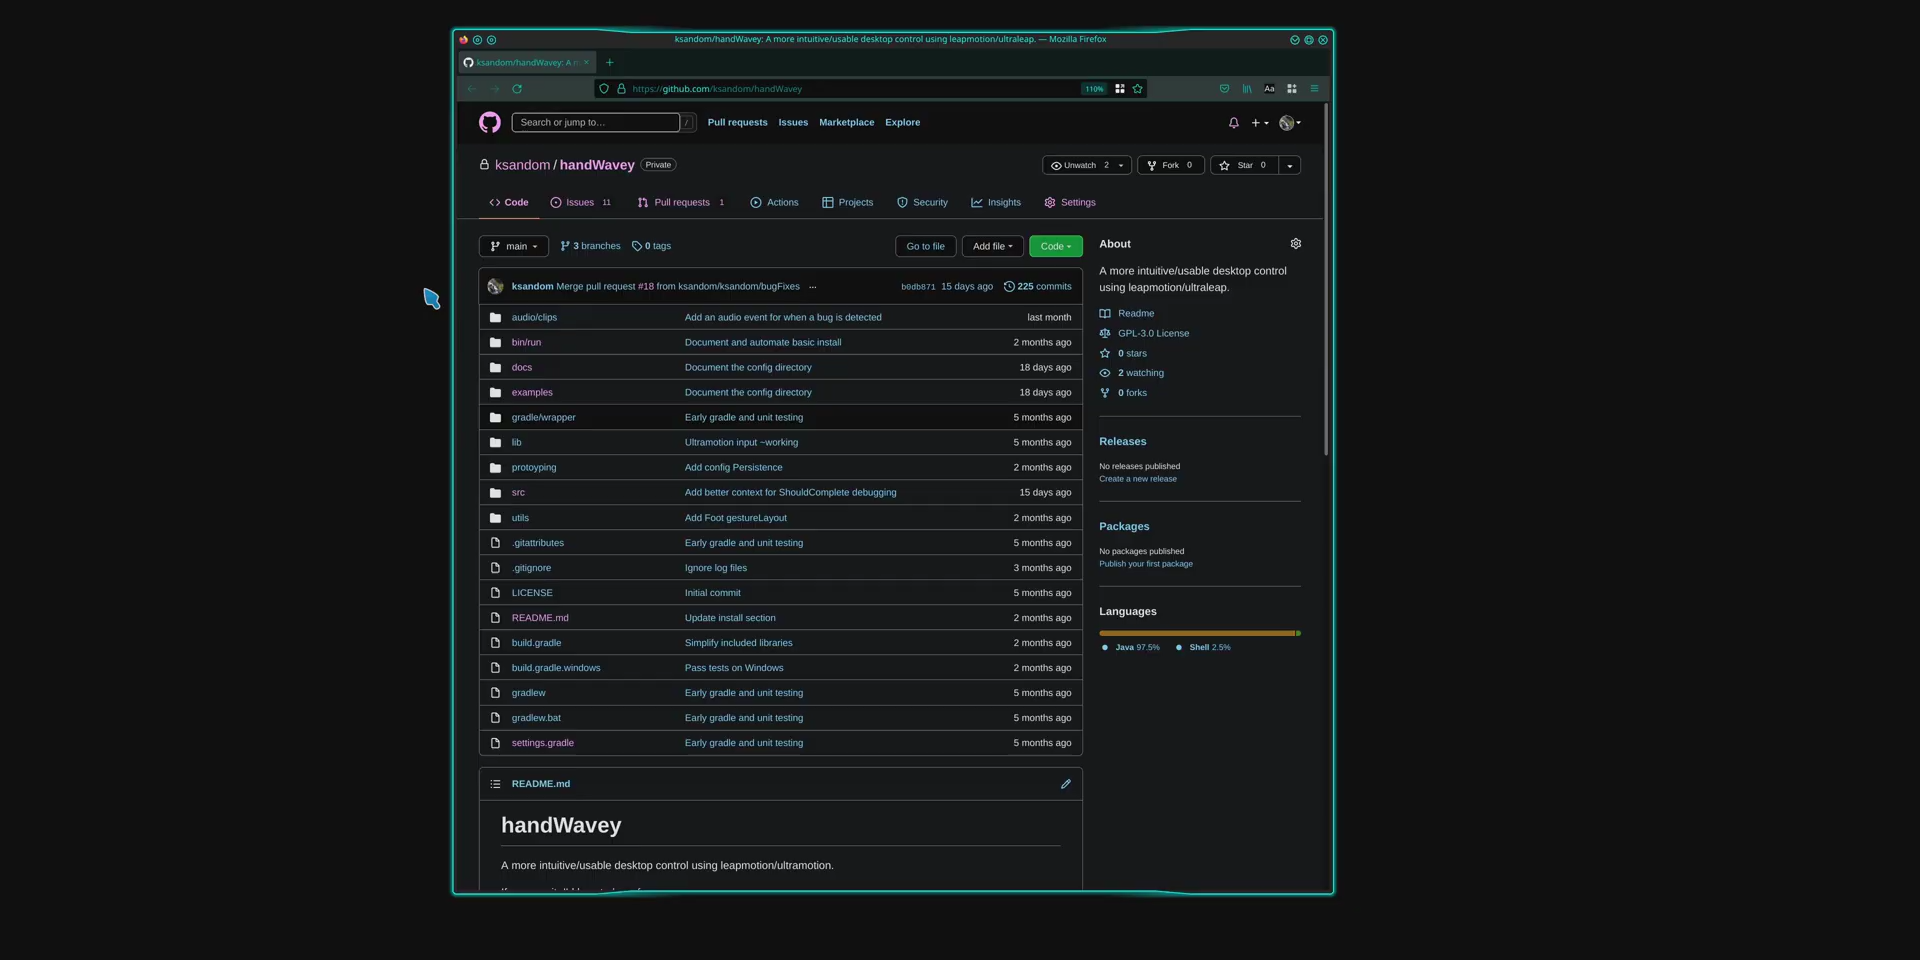 ksandom/handWavey: A more intuitive/usable desktop control using leapmotion/ultraleap. — Mozilla Firefox
ksandom/handWavey: A m
https://github.com/ksandom/handWavey
110%
Aa
Search or jump to…
/
Pull requests
Issues
Marketplace
Explore
ksandom / handWavey
Private
Unwatch 2
Fork 0
Star 0
Code
Issues 11
Pull requests 1
Actions
Projects
Security
Insights
Settings
main
3 branches
0 tags
Go to file
Add file
Code
ksandom Merge pull request #18 from ksandom/ksandom/bugFixes ...
b0db871 15 days ago 225 commits
audio/clips Add an audio event for when a bug is detected last month
bin/run Document and automate basic install 2 months ago
docs Document the config directory 18 days ago
examples Document the config directory 18 days ago
gradle/wrapper Early gradle and unit testing 5 months ago
lib Ultramotion input ~working 5 months ago
protoyping Add config Persistence 2 months ago
src Add better context for ShouldComplete debugging 15 days ago
utils Add Foot gestureLayout 2 months ago
.gitattributes Early gradle and unit testing 5 months ago
.gitignore Ignore log files 3 months ago
LICENSE Initial commit 5 months ago
README.md Update install section 2 months ago
build.gradle Simplify included libraries 2 months ago
build.gradle.windows Pass tests on Windows 2 months ago
gradlew Early gradle and unit testing 5 months ago
gradlew.bat Early gradle and unit testing 5 months ago
settings.gradle Early gradle and unit testing 5 months ago
README.md
handWavey
A more intuitive/usable desktop control using leapmotion/ultramotion.
About
A more intuitive/usable desktop control
using leapmotion/ultraleap.
Readme
GPL-3.0 License
0 stars
2 watching
0 forks
Releases
No releases published
Create a new release
Packages
No packages published
Publish your first package
Languages
Java 97.5% Shell 2.5%